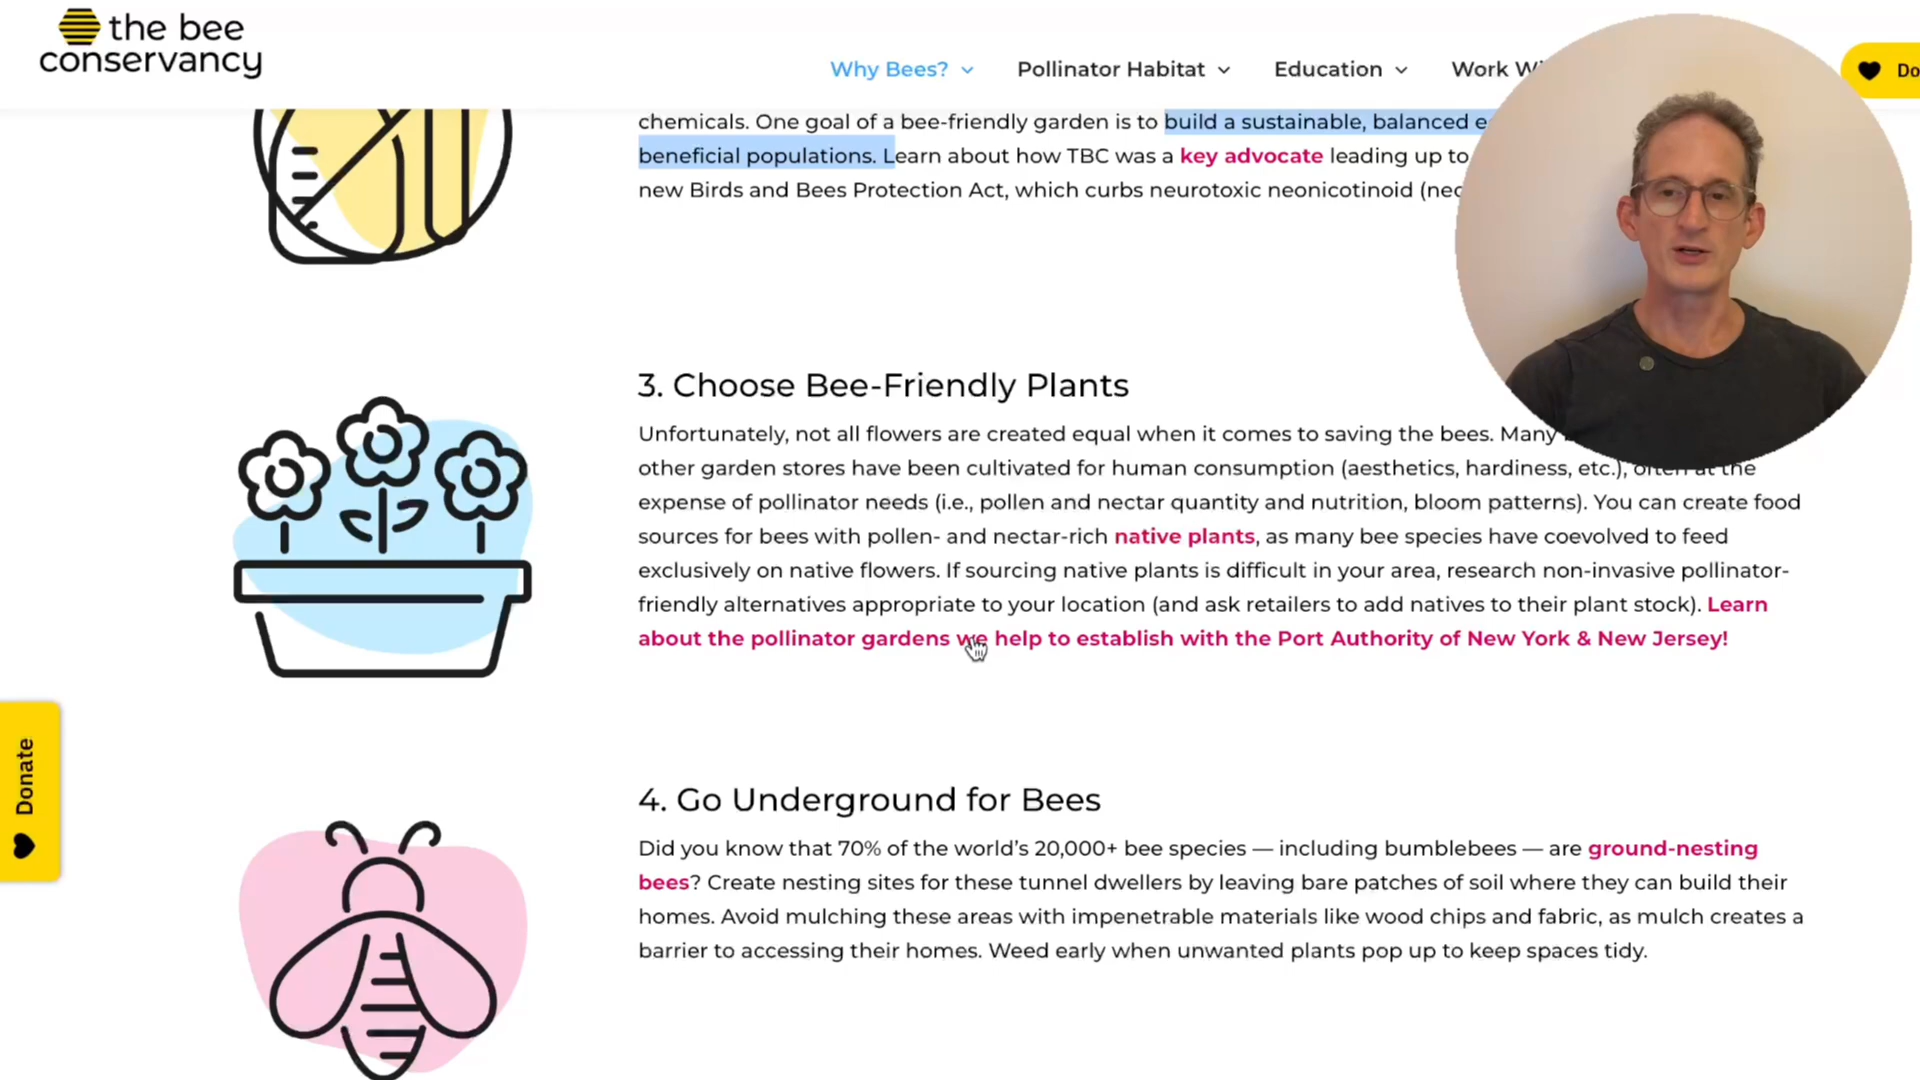 the bee
conservancy
Why Bees?
Pollinator Habitat
Education
Work
Do
chemicals. One goal of a bee-friendly garden is to build a sustainable, balanced
beneficial populations. Learn about how TBC was a key advocate leading up to
new Birds and Bees Protection Act, which curbs neurotoxic neonicotinoid
3. Choose Bee-Friendly Plants
Unfortunately, not all flowers are created equal when it comes to saving the bees. Many
other garden stores have been cultivated for human consumption (aesthetics, hardiness, etc.), often at the
expense of pollinator needs (i.e., pollen and nectar quantity and nutrition, bloom patterns). You can create food
sources for bees with pollen- and nectar-rich native plants, as many bee species have coevolved to feed
exclusively on native flowers. If sourcing native plants is difficult in your area, research non-invasive pollinator-
friendly alternatives appropriate to your location (and ask retailers to add natives to their plant stock). Learn
about the pollinator gardens we help to establish with the Port Authority of New York & New Jersey!
Donate
4. Go Underground for Bees
Did you know that 70% of the world's 20,000+ bee species — including bumblebees — are ground-nesting
bees? Create nesting sites for these tunnel dwellers by leaving bare patches of soil where they can build their
homes. Avoid mulching these areas with impenetrable materials like wood chips and fabric, as mulch creates a
barrier to accessing their homes. Weed early when unwanted plants pop up to keep spaces tidy.